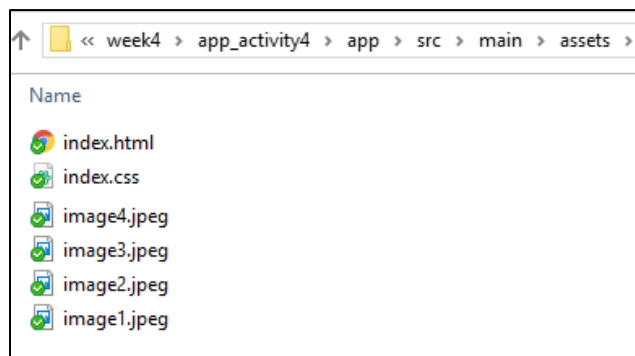 « week4 > app_activity4 > app > src > main > assets >
Name
index.html
index.css
image4.jpeg
image3.jpeg
image2.jpeg
image1.jpeg